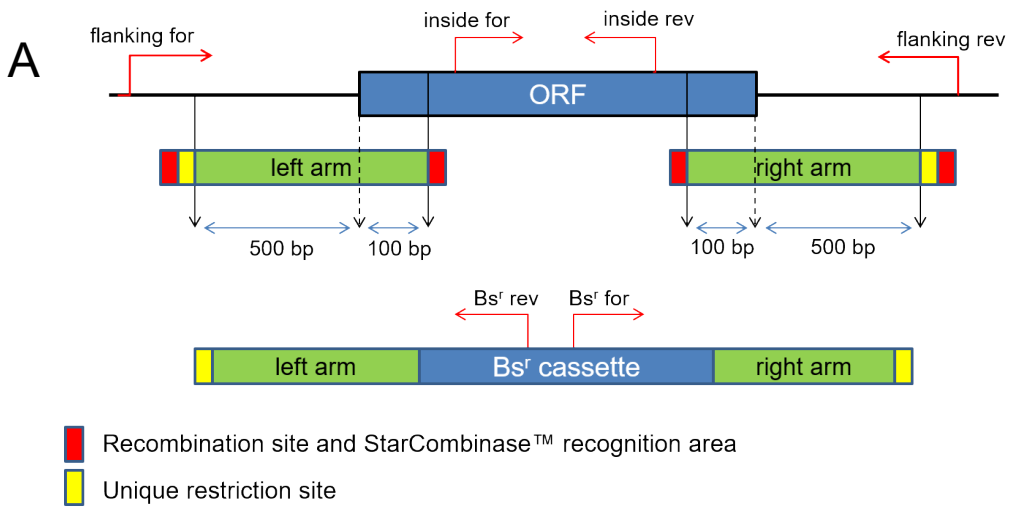 A
flanking for
inside for
inside rev
flanking rev
ORF
left arm
right arm
500 bp
100 bp
100 bp
500 bp
Bsʳ rev
Bsʳ for
left arm
Bsʳ cassette
right arm
Recombination site and StarCombinase™ recognition area
Unique restriction site